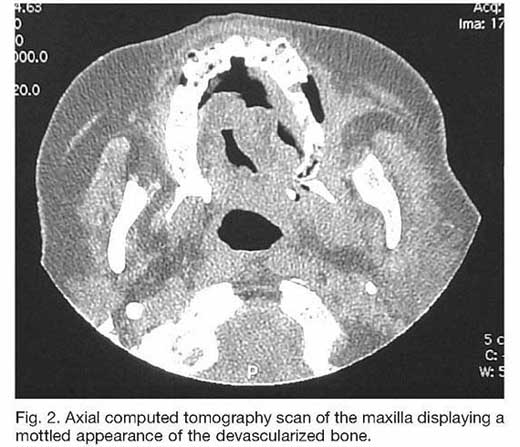 4.63
0
0
000.0
20.0
Acq:
Ima: 17
5 c
C: -
W: 5
P
Fig. 2. Axial computed tomography scan of the maxilla displaying a
mottled appearance of the devascularized bone.